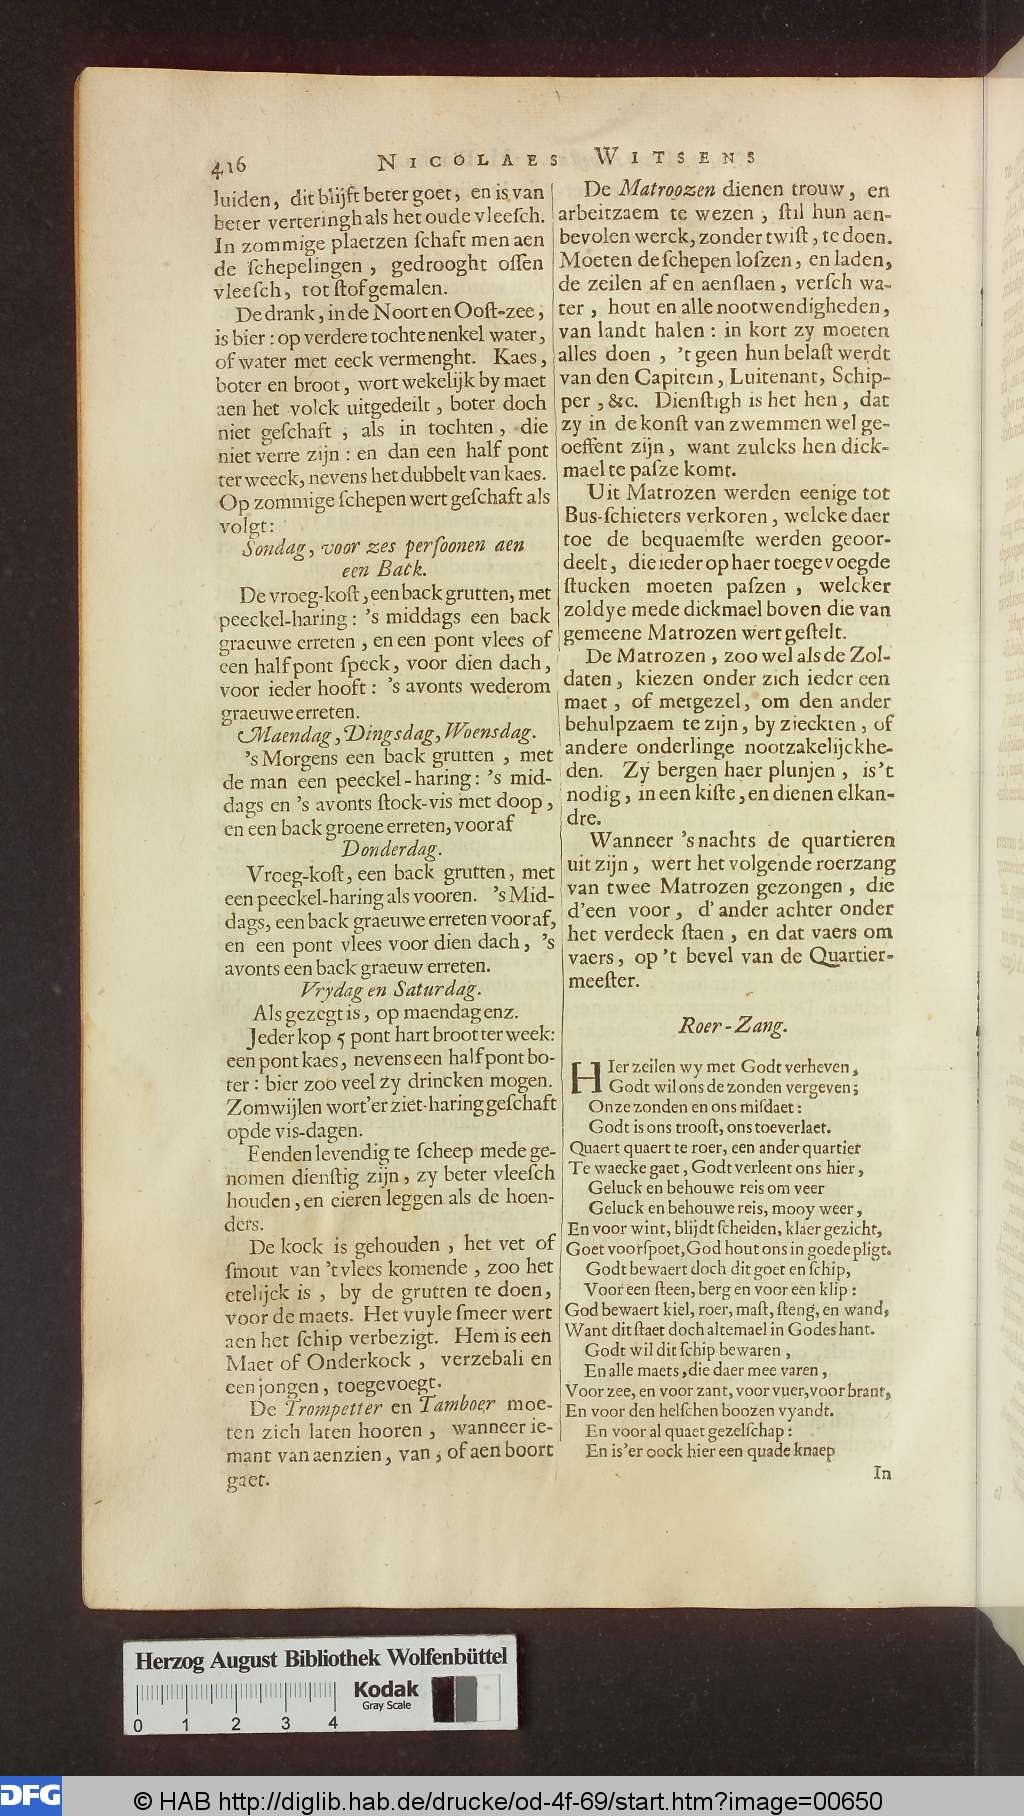 416 NICOLAES WITSENS
luiden, dit blijft beter goet, en is van
beter verteringh als het oude vleesch.
In zommige plaetzen schaft men aen
de schepelingen, gedrooght ossen
vleesch, tot stof gemalen.
De drank, in de Noort en Oost-zee,
is bier: op verdere tochten enkel water,
of water met eeck vermenght. Kaes,
boter en broot, wort wekelijk by maet
aen het volck uitgedeilt, boter doch
niet geschaft, als in tochten, die
niet verre zijn: en dan een half pont
ter weeck, nevens het dubbelt van kaes.
Op zommige schepen wert geschaft als
volgt:
Sondag, voor zes persoonen aen
een Back.
De vroeg-kost, een back grutten, met
peeckel-haring: 's middags een back
graeuwe erreten, en een pont vlees of
een half pont speck, voor dien dach,
voor ieder hooft: 's avonts wederom
graeuwe erreten.
Maendag, Dingsdag, Woensdag.
's Morgens een back grutten, met
de man een peeckel-haring: 's mid-
dags en 's avonts stock-vis met doop,
en een back groene erreten, vooraf
Donderdag.
Vroeg-kost, een back grutten, met
een peeckel-haring als vooren. 's Mid-
dags, een back graeuwe erreten vooraf,
en een pont vlees voor dien dach, 's
avonts een back graeuw erreten.
Vrydag en Saturdag.
Als gezegt is, op maendag enz.
Jeder kop 5 pont hart broot ter week:
een pont kaes, nevens een half pont bo-
ter: bier zoo veel zy drincken mogen.
Zomwijlen wort'er ziet-haring geschaft
op de vis-dagen.
Eenden levendig te scheep mede ge-
nomen dienstig zijn, zy beter vleesch
houden, en eieren leggen als de hoen-
ders.
De kock is gehouden, het vet of
smout van 't vlees komende, zoo het
etelijck is, by de grutten te doen,
voor de maets. Het vuyle smeer wert
aen het schip verbezigt. Hem is een
Maet of Onderkock, verzebali en
een jongen, toegevoegt.
De Trompetter en Tamboer moe-
ten zich laten hooren, wanneer ie-
mant van aenzien, van, of aen boort
gaet.
De Matroozen dienen trouw, en
arbeitzaem te wezen, stil hun aen-
bevolen werck, zonder twist, te doen.
Moeten de schepen loszen, en laden,
de zeilen af en aenslaen, versch wa-
ter, hout en alle nootwendigheden,
van landt halen: in kort zy moeten
alles doen, 't geen hun belast werdt
van den Capitein, Luitenant, Schip-
per, &c. Dienstigh is het hen, dat
zy in de konst van zwemmen wel ge-
oeffent zijn, want zulcks hen dick-
mael te pasze komt.
Uit Matrozen werden eenige tot
Bus-schieters verkoren, welcke daer
toe de bequaemste werden geoor-
deelt, die ieder op haer toegevoegde
stucken moeten paszen, welcker
zoldye mede dickmael boven die van
gemeene Matrozen wert gestelt.
De Matrozen, zoo wel als de Zol-
daten, kiezen onder zich ieder een
maet, of mergezel, om den ander
behulpzaem te zijn, by zieckten, of
andere onderlinge nootzakelijckhe-
den. Zy bergen haer plunjen, is't
nodig, in een kiste, en dienen elkan-
dre.
Wanneer 's nachts de quartieren
uit zijn, wert het volgende roerzang
van twee Matrozen gezongen, die
d'een voor, d'ander achter onder
het verdeck staen, en dat vaers om
vaers, op 't bevel van de Quartier-
meester.
Roer-Zang.
HIer zeilen wy met Godt verheven,
Godt wil ons de zonden vergeven;
Onze zonden en ons misdaet:
Godt is ons troost, ons toeverlaet.
Quaert quaert te roer, een ander quartier
Te waecke gaet, Godt verleent ons hier,
Geluck en behouwe reis om veer
Geluck en behouwe reis, mooy weer,
En voor wint, blijdt scheiden, klaer gezicht,
Goet voorspoet, God hout ons in goede pligt.
Godt bewaert doch dit goet en schip,
Voor een steen, berg en voor een klip:
God bewaert kiel, roer, mast, steng, en wand,
Want dit staet doch altemael in Godes hant.
Godt wil dit schip bewaren,
En alle maets, die daer mee varen,
Voor zee, en voor zant, voor vuer, voor brant,
En voor den helschen boozen vyandt.
En voor al quaet gezelschap:
En is'er oock hier een quade knaep
In
Herzog August Bibliothek Wolfenbüttel
Kodak
Gray Scale
0 1 2 3 4
DFG © HAB http://diglib.hab.de/drucke/od-4f-69/start.htm?image=00650